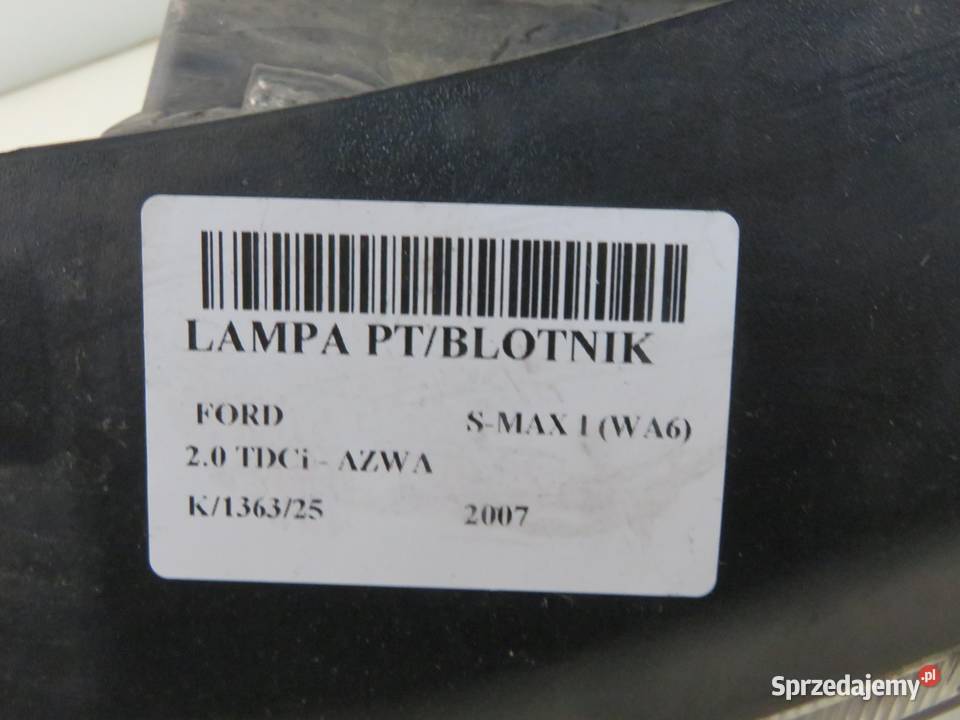 LAMPA PT/BLOTNIK
FORD S-MAX I (WA6)
2.0 TDCi - AZWA
K/1363/25 2007
Sprzedajemy.pl